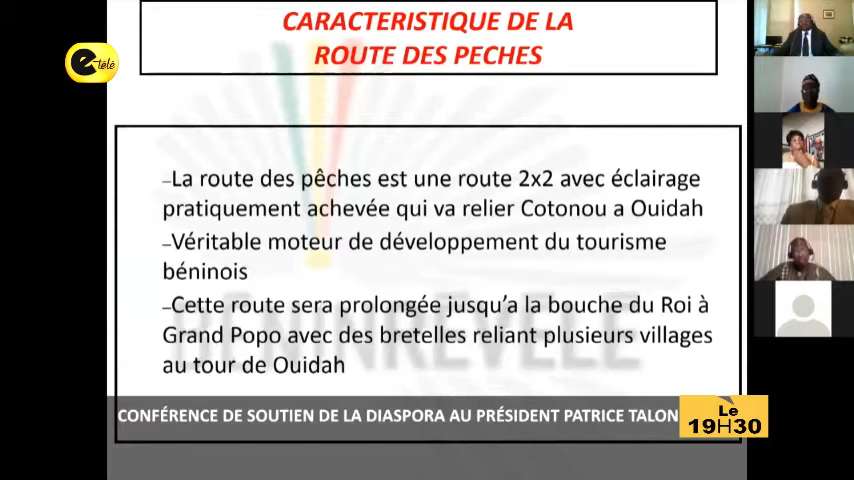 CARACTERISTIQUE DE LA
ROUTE DES PECHES
e-télé
–La route des pêches est une route 2x2 avec éclairage
pratiquement achevée qui va relier Cotonou a Ouidah
–Véritable moteur de développement du tourisme
béninois
–Cette route sera prolongée jusqu’a la bouche du Roi à
Grand Popo avec des bretelles reliant plusieurs villages
au tour de Ouidah
BÉNINRÉVÉLÉ
CONFÉRENCE DE SOUTIEN DE LA DIASPORA AU PRÉSIDENT PATRICE TALON
Le
19H30